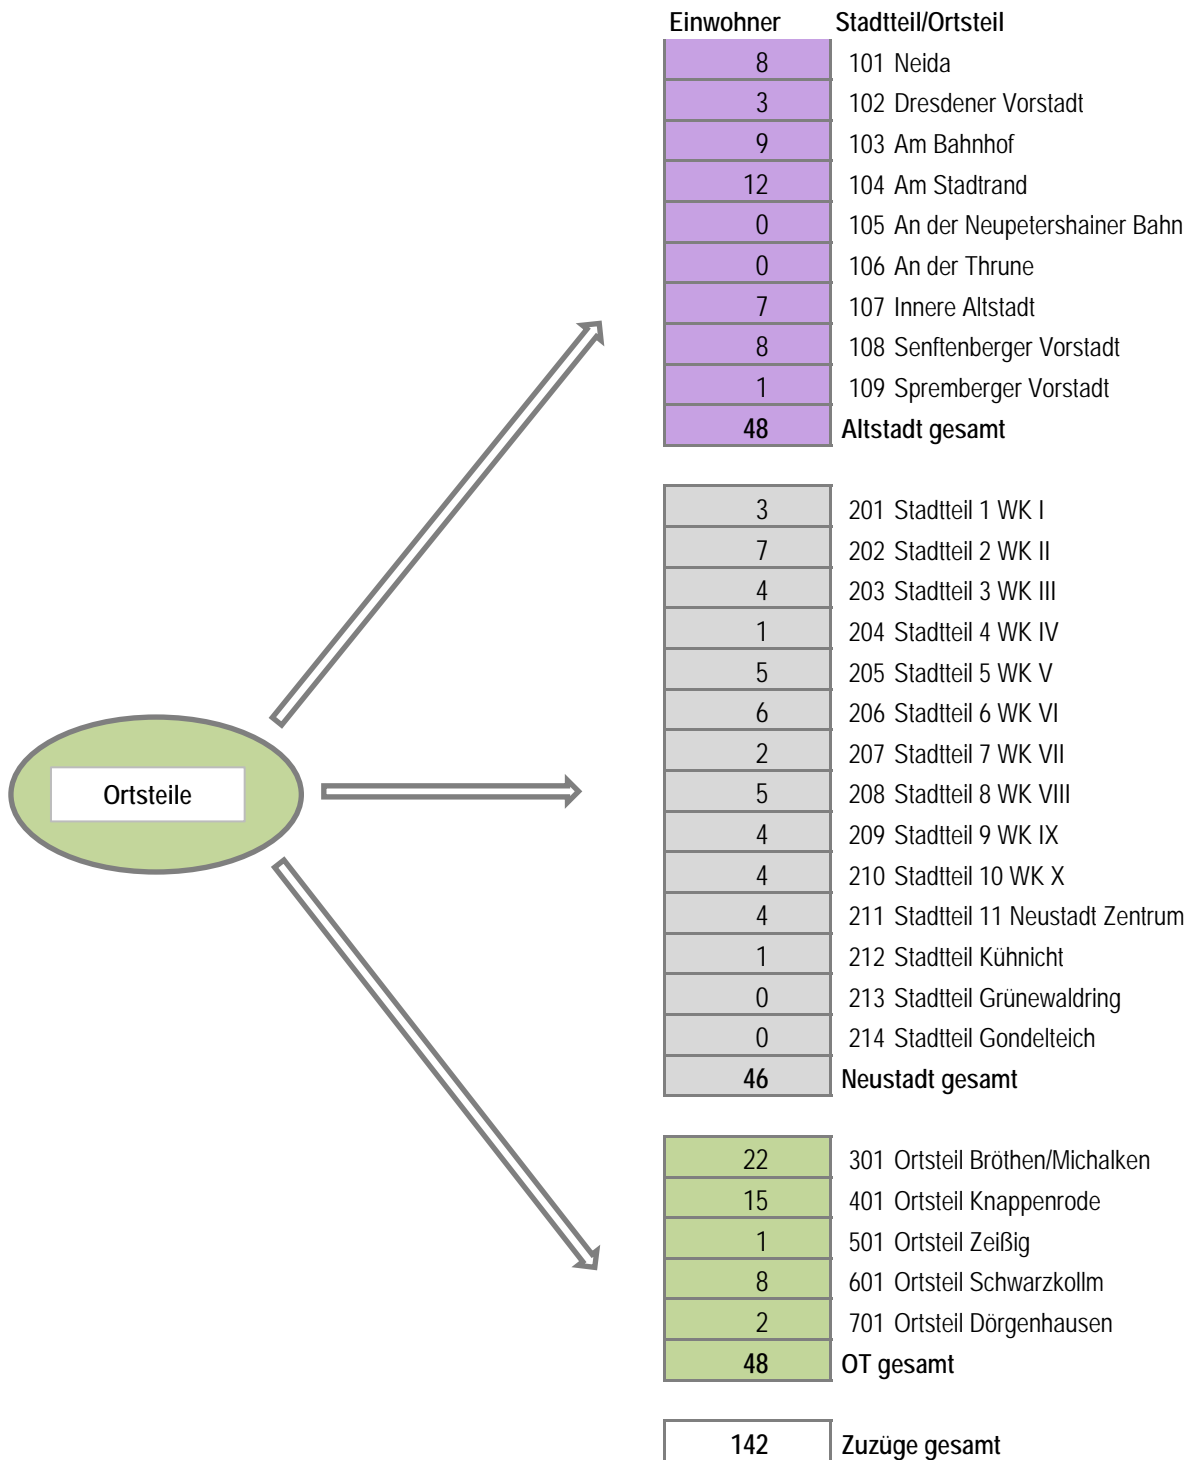 Einwohner Stadtteil/Ortsteil
8 101 Neida
3 102 Dresdener Vorstadt
9 103 Am Bahnhof
12 104 Am Stadtrand
0 105 An der Neupetershainer Bahn
0 106 An der Thrune
7 107 Innere Altstadt
8 108 Senftenberger Vorstadt
1 109 Spremberger Vorstadt
48 Altstadt gesamt
3 201 Stadtteil 1 WK I
7 202 Stadtteil 2 WK II
4 203 Stadtteil 3 WK III
1 204 Stadtteil 4 WK IV
5 205 Stadtteil 5 WK V
6 206 Stadtteil 6 WK VI
2 207 Stadtteil 7 WK VII
Ortsteile
5 208 Stadtteil 8 WK VIII
4 209 Stadtteil 9 WK IX
4 210 Stadtteil 10 WK X
4 211 Stadtteil 11 Neustadt Zentrum
1 212 Stadtteil Kühnicht
0 213 Stadtteil Grünewaldring
0 214 Stadtteil Gondelteich
46 Neustadt gesamt
22 301 Ortsteil Bröthen/Michalken
15 401 Ortsteil Knappenrode
1 501 Ortsteil Zeißig
8 601 Ortsteil Schwarzkollm
2 701 Ortsteil Dörgenhausen
48 OT gesamt
142 Zuzüge gesamt